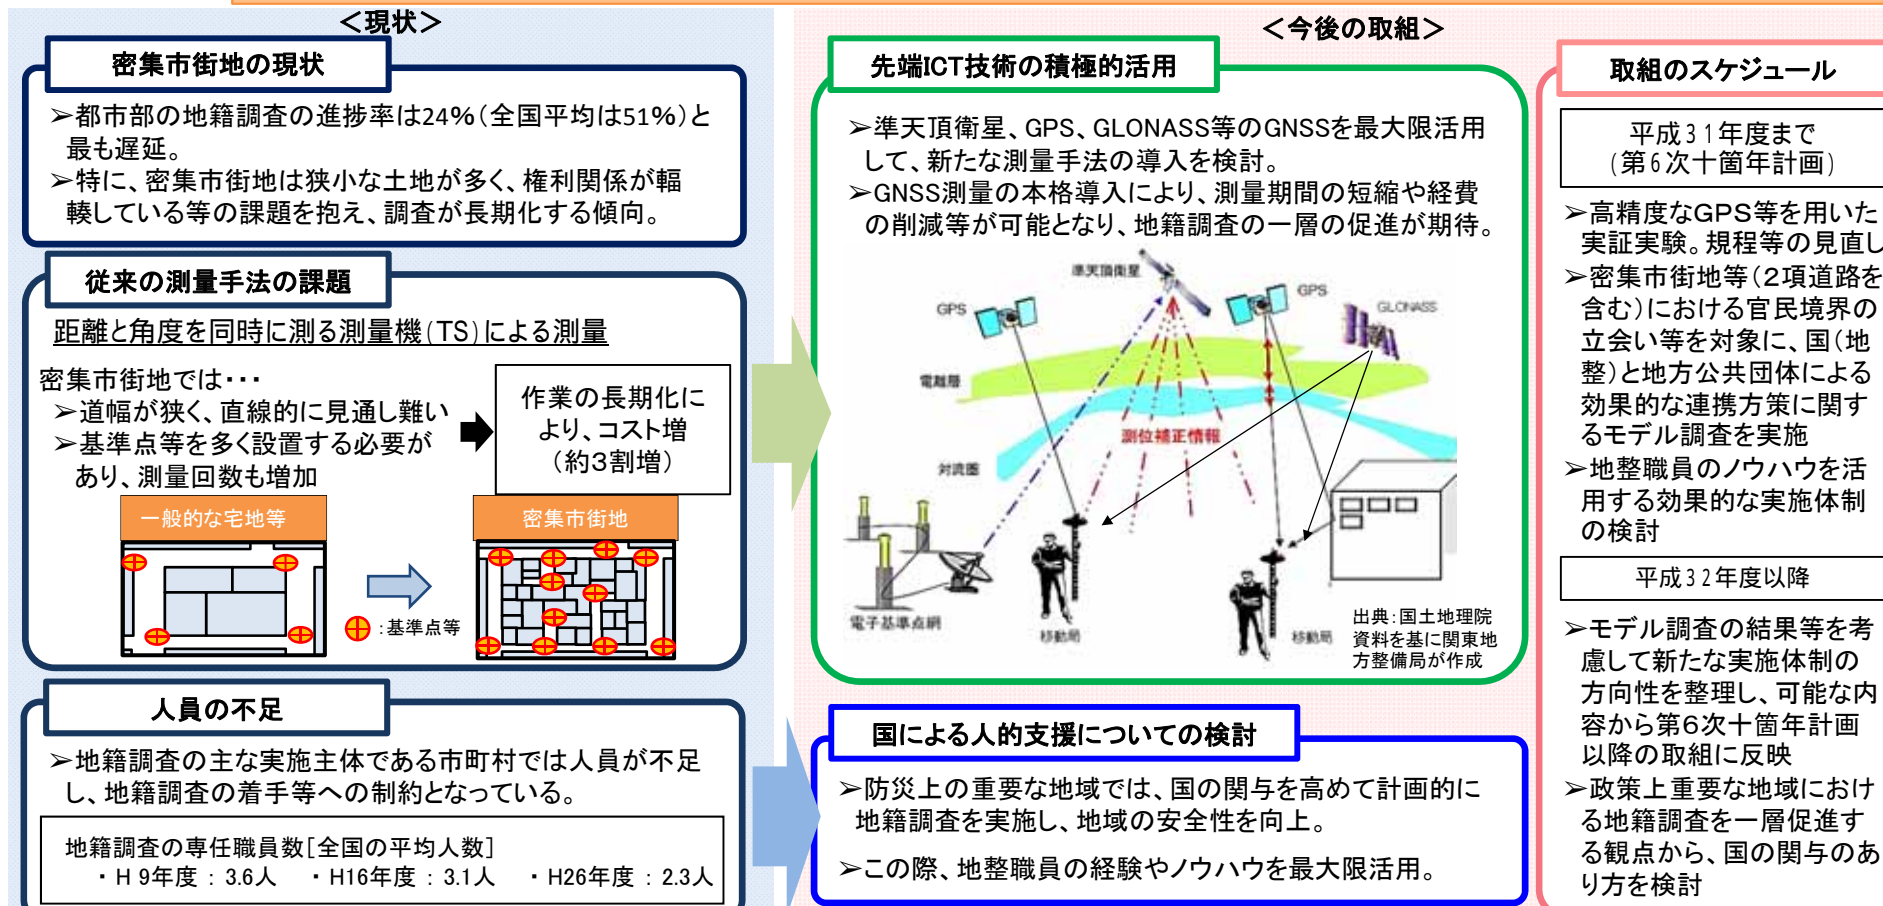 ＜現状＞
密集市街地の現状
➢都市部の地籍調査の進捗率は24%（全国平均は51%）と
最も遅延。
➢特に、密集市街地は狭小な土地が多く、権利関係が輻
輳している等の課題を抱え、調査が長期化する傾向。
従来の測量手法の課題
距離と角度を同時に測る測量機（TS）による測量
密集市街地では・・・
➢道幅が狭く、直線的に見通し難い
➢基準点等を多く設置する必要が
あり、測量回数も増加
作業の長期化に
より、コスト増
（約３割増）
一般的な宅地等
密集市街地
：基準点等
人員の不足
➢地籍調査の主な実施主体である市町村では人員が不足
し、地籍調査の着手等への制約となっている。
地籍調査の専任職員数［全国の平均人数］
・H 9年度：3.6人　・H16年度：3.1人　・H26年度：2.3人
＜今後の取組＞
先端ICT技術の積極的活用
➢準天頂衛星、GPS、GLONASS等のGNSSを最大限活用
して、新たな測量手法の導入を検討。
➢GNSS測量の本格導入により、測量期間の短縮や経費
の削減等が可能となり、地籍調査の一層の促進が期待。
準天頂衛星
GPS
GPS
GLONASS
電離層
測位補正情報
対流圏
電子基準点網
移動局
移動局
出典：国土地理院
資料を基に関東地
方整備局が作成
国による人的支援についての検討
➢防災上の重要な地域では、国の関与を高めて計画的に
地籍調査を実施し、地域の安全性を向上。
➢この際、地整職員の経験やノウハウを最大限活用。
取組のスケジュール
平成31年度まで
（第6次十箇年計画）
➢高精度なGPS等を用いた
実証実験。規程等の見直し
➢密集市街地等（２項道路を
含む）における官民境界の
立会い等を対象に、国（地
整）と地方公共団体による
効果的な連携方策に関す
るモデル調査を実施
➢地整職員のノウハウを活
用する効果的な実施体制
の検討
平成32年度以降
➢モデル調査の結果等を考
慮して新たな実施体制の
方向性を整理し、可能な内
容から第６次十箇年計画
以降の取組に反映
➢政策上重要な地域におけ
る地籍調査を一層促進す
る観点から、国の関与のあ
り方を検討